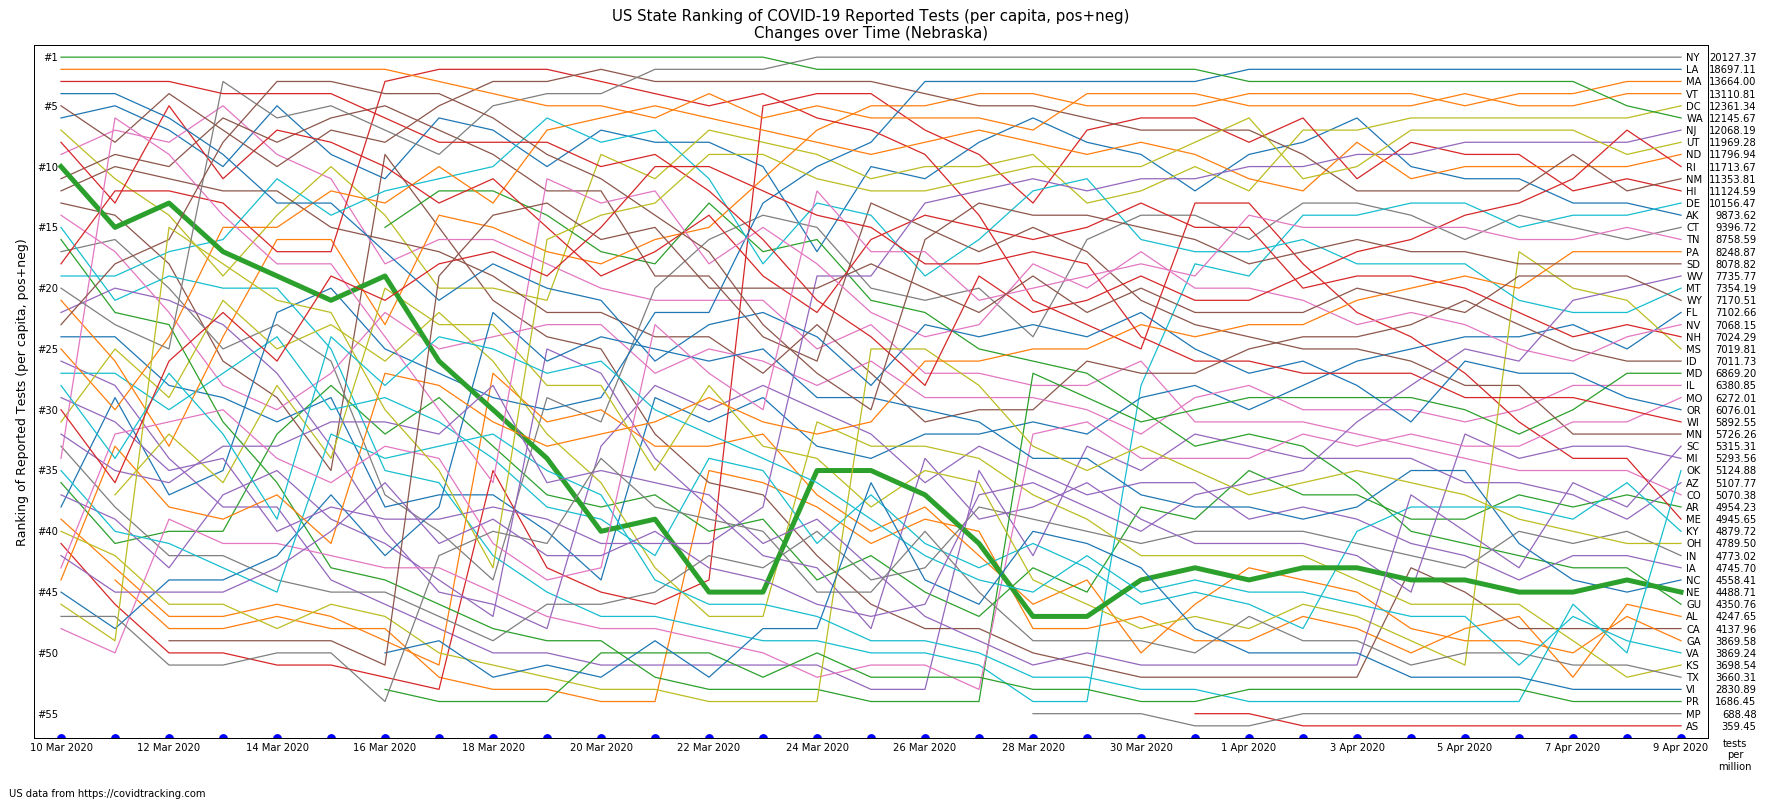 US State Ranking of COVID-19 Reported Tests (per capita, pos+neg)
Changes over Time (Nebraska)
Ranking of Reported Tests (per capita, pos+neg)
#1
#5
#10
#15
#20
#25
#30
#35
#40
#45
#50
#55
NY 20127.37
LA 18697.11
MA 13664.00
VT 13110.81
DC 12361.34
WA 12145.67
NJ 12068.19
UT 11969.28
ND 11796.94
RI 11713.67
NM 11353.81
HI 11124.59
DE 10156.47
AK 9873.62
CT 9396.72
TN 8758.59
PA 8248.87
SD 8078.82
WV 7735.77
MT 7354.19
WY 7170.51
FL 7102.66
NV 7068.15
NH 7024.29
MS 7019.81
ID 7011.73
MD 6869.20
IL 6380.85
MO 6272.01
OR 6076.01
WI 5892.55
MN 5726.26
SC 5315.31
MI 5293.56
OK 5124.88
AZ 5107.77
CO 5070.38
AR 4954.23
ME 4945.65
KY 4879.72
OH 4789.50
IN 4773.02
IA 4745.70
NC 4558.41
NE 4488.71
GU 4350.76
AL 4247.65
CA 4137.96
GA 3869.58
VA 3869.24
KS 3698.54
TX 3660.31
VI 2830.89
PR 1686.45
MP 688.48
AS 359.45
10 Mar 2020 12 Mar 2020 14 Mar 2020 16 Mar 2020 18 Mar 2020 20 Mar 2020 22 Mar 2020 24 Mar 2020 26 Mar 2020 28 Mar 2020 30 Mar 2020 1 Apr 2020 3 Apr 2020 5 Apr 2020 7 Apr 2020 9 Apr 2020
tests
per
million
US data from https://covidtracking.com